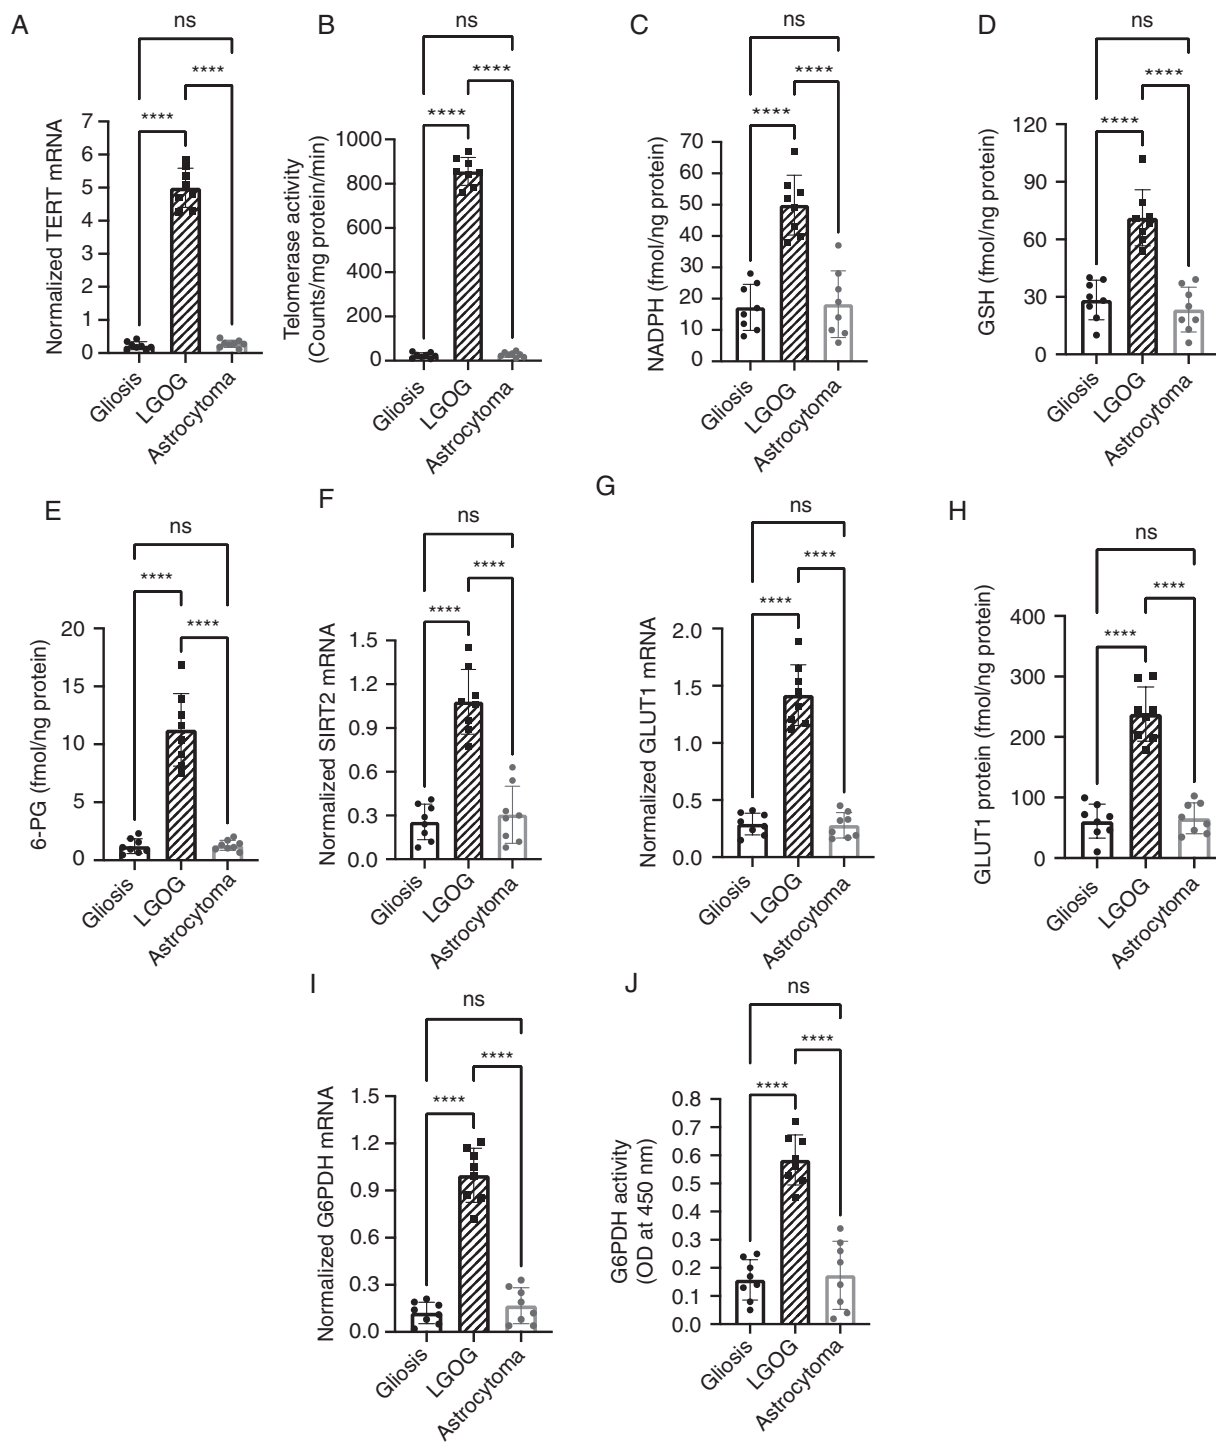 A
ns
****
****
Normalized TERT mRNA
7
6
5
4
3
2
1
0
Gliosis
LGOG
Astrocytoma
B
ns
****
****
Telomerase activity
(Counts/mg protein/min)
1000
800
600
400
200
0
Gliosis
LGOG
Astrocytoma
C
ns
****
****
NADPH (fmol/ng protein)
70
60
50
40
30
20
10
0
Gliosis
LGOG
Astrocytoma
D
ns
****
****
GSH (fmol/ng protein)
120
90
60
30
0
Gliosis
LGOG
Astrocytoma
E
ns
****
****
6-PG (fmol/ng protein)
20
15
10
5
0
Gliosis
LGOG
Astrocytoma
F
ns
****
****
Normalized SIRT2 mRNA
1.5
1.2
0.9
0.6
0.3
0.0
Gliosis
LGOG
Astrocytoma
G
ns
****
****
Normalized GLUT1 mRNA
2.0
1.5
1.0
0.5
0.0
Gliosis
LGOG
Astrocytoma
H
ns
****
****
GLUT1 protein (fmol/ng protein)
400
300
200
100
0
Gliosis
LGOG
Astrocytoma
I
ns
****
****
Normalized G6PDH mRNA
1.5
1.2
0.9
0.6
0.3
0.0
Gliosis
LGOG
Astrocytoma
J
ns
****
****
G6PDH activity
(OD at 450 nm)
0.8
0.7
0.6
0.5
0.4
0.3
0.2
0.1
0.0
Gliosis
LGOG
Astrocytoma